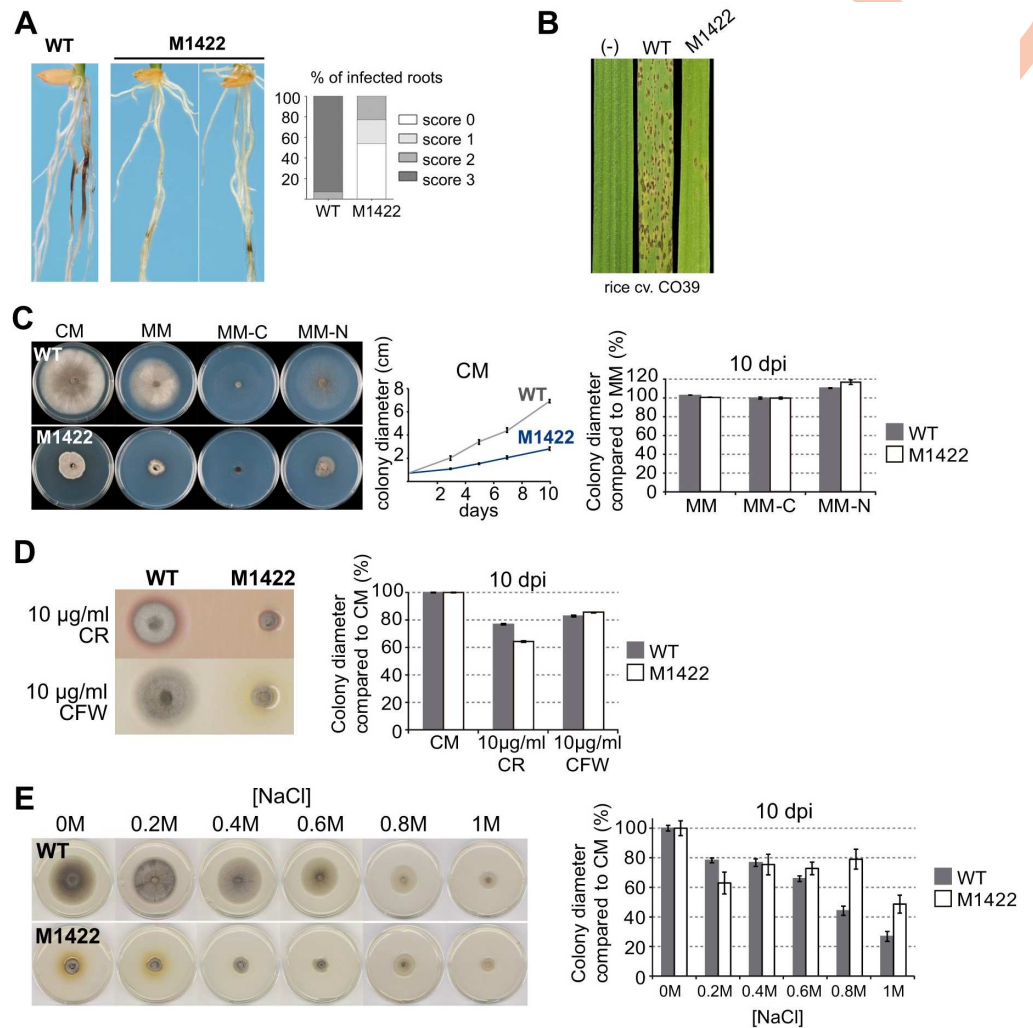 A
WT
M1422
% of infected roots
100
80
60
40
20
WT
M1422
score 0
score 1
score 2
score 3
B
(-)
WT
M1422
rice cv. CO39
C
CM
MM
MM-C
MM-N
WT
M1422
colony diameter (cm)
CM
8
6
4
2
WT
M1422
2 4 6 8 10
days
Colony diameter
compared to MM (%)
10 dpi
120
100
80
60
40
20
0
MM
MM-C
MM-N
WT
M1422
D
WT
M1422
10 µg/ml
CR
10 µg/ml
CFW
Colony diameter
compared to CM (%)
10 dpi
100
80
60
40
20
0
CM
10µg/ml
CR
10µg/ml
CFW
WT
M1422
E
[NaCl]
0M 0.2M 0.4M 0.6M 0.8M 1M
WT
M1422
Colony diameter
compared to CM (%)
10 dpi
100
80
60
40
20
0
0M 0.2M 0.4M 0.6M 0.8M 1M
[NaCl]
WT
M1422